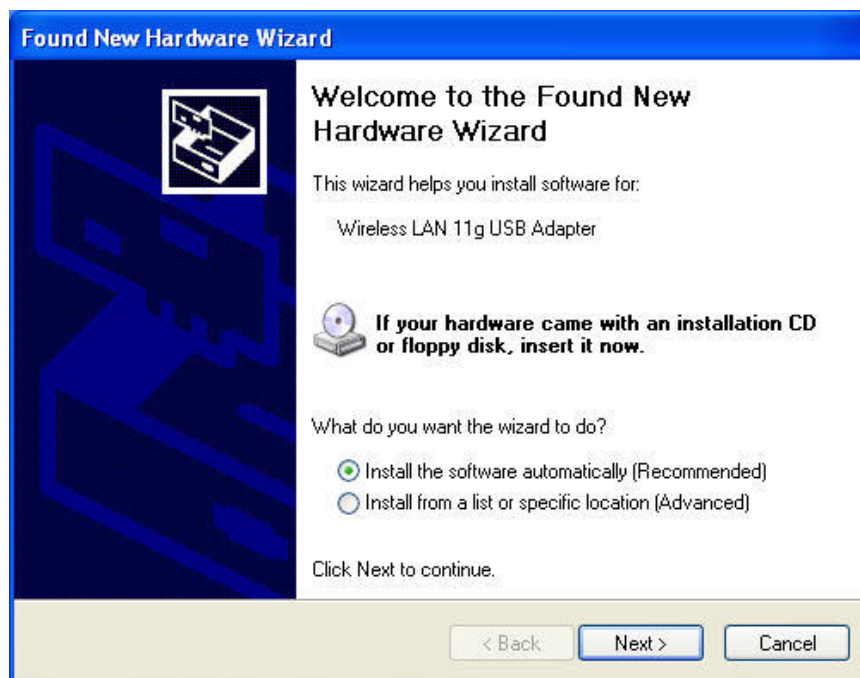 Found New Hardware Wizard
Welcome to the Found New
Hardware Wizard
This wizard helps you install software for:
Wireless LAN 11g USB Adapter
If your hardware came with an installation CD
or floppy disk, insert it now.
What do you want the wizard to do?
Install the software automatically (Recommended)
Install from a list or specific location (Advanced)
Click Next to continue.
< Back Next > Cancel